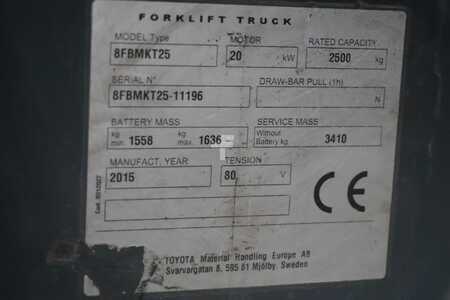 FORKLIFT TRUCK
MODEL Type MOTOR RATED CAPACITY
8FBMKT25 20 kW 2500 kg
SERIAL N° DRAW-BAR PULL (1h)
8FBMKT25-11196 N
BATTERY MASS SERVICE MASS
kg min. 1558 kg max. 1636 Without Battery kg 3410
MANUFACT. YEAR TENSION
2015 80 V
CE
TOYOTA Material Handling Europe AB
Svarvargatan 8, 595 61 Mjölby, Sweden